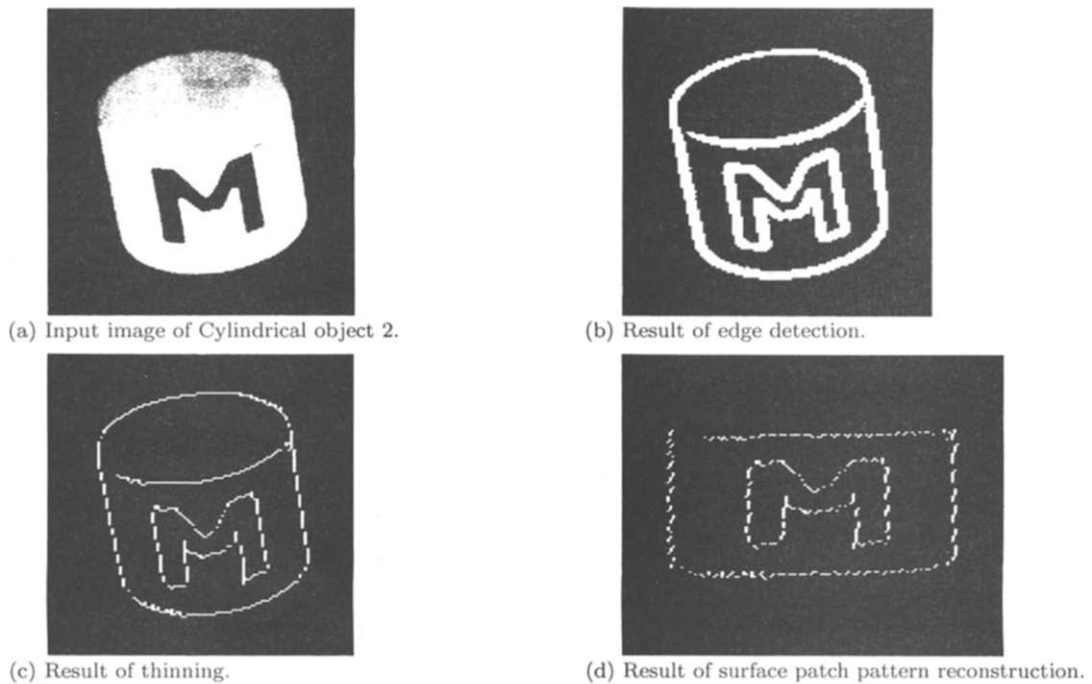 M
M
(a) Input image of Cylindrical object 2.
(b) Result of edge detection.
M
M
(c) Result of thinning.
(d) Result of surface patch pattern reconstruction.